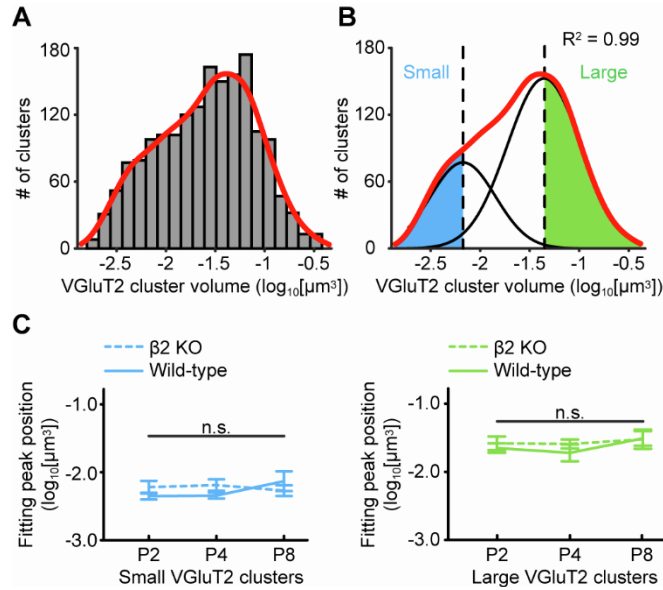 A
# of clusters
180
120
60
0
-2.5
-2
-1.5
-1
-0.5
VGluT2 cluster volume (log₁₀[µm³])
B
R² = 0.99
Small
Large
# of clusters
180
120
60
0
-2.5
-2
-1.5
-1
-0.5
VGluT2 cluster volume (log₁₀[µm³])
C
β2 KO
Wild-type
Fitting peak position
(log₁₀[µm³])
-1.0
-2.0
-3.0
n.s.
P2
P4
P8
Small VGluT2 clusters
β2 KO
Wild-type
Fitting peak position
(log₁₀[µm³])
-1.0
-2.0
-3.0
n.s.
P2
P4
P8
Large VGluT2 clusters